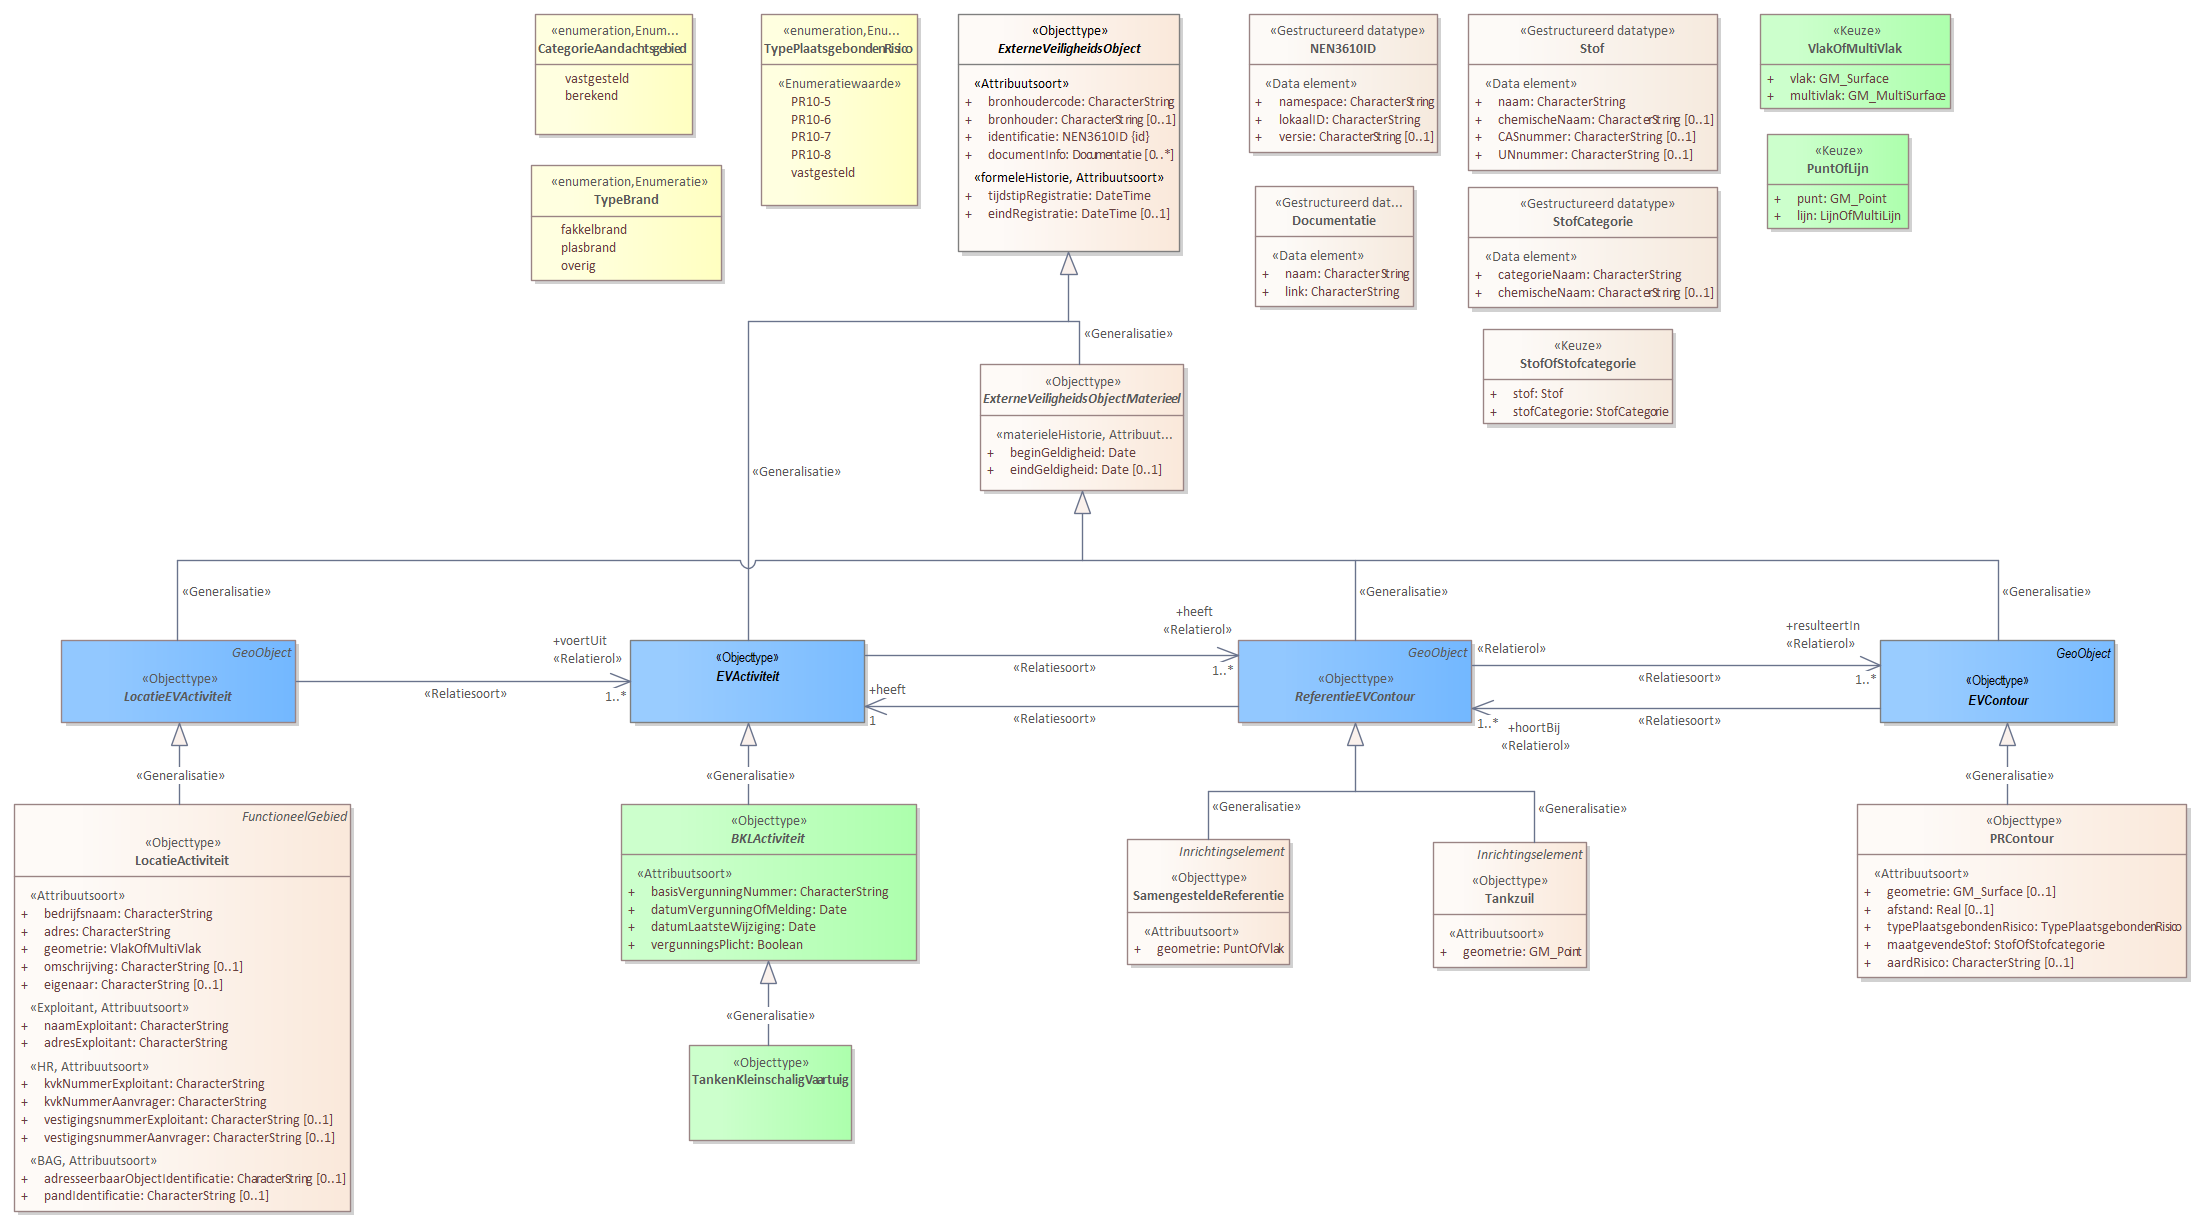 «enumeration,Enum...
CategorieAandachtsgebied
vastgesteld
berekend
«enumeration,Enu...
TypePlaatsgebondenRisico
«Enumeratiewaarde»
PR10-5
PR10-6
PR10-7
PR10-8
vastgesteld
«Objecttype»
ExterneVeiligheidsObject
«Attribuutsoort»
+ bronhoudercode: CharacterString
+ bronhouder: CharacterString [0..1]
+ identificatie: NEN3610ID {id}
+ documentInfo: Documentatie [0..*]
«formeleHistorie, Attribuutsoort»
+ tijdstipRegistratie: DateTime
+ eindRegistratie: DateTime [0..1]
«Gestructureerd datatype»
NEN3610ID
«Data element»
+ namespace: CharacterString
+ lokaalID: CharacterString
+ versie: CharacterString [0..1]
«Gestructureerd datatype»
Stof
«Data element»
+ naam: CharacterString
+ chemischeNaam: CharacterString [0..1]
+ CASnummer: CharacterString [0..1]
+ UNnummer: CharacterString [0..1]
«Keuze»
VlakOfMultiVlak
+ vlak: GM_Surface
+ multivlak: GM_MultiSurface
«Keuze»
PuntOfLijn
+ punt: GM_Point
+ lijn: LijnOfMultiLijn
«enumeration,Enumeratie»
TypeBrand
fakkelbrand
plasbrand
overig
«Gestructureerd dat...
Documentatie
«Data element»
+ naam: CharacterString
+ link: CharacterString
«Gestructureerd datatype»
StofCategorie
«Data element»
+ categorieNaam: CharacterString
+ chemischeNaam: CharacterString [0..1]
«Keuze»
StofOfStofcategorie
+ stof: Stof
+ stofCategorie: StofCategorie
«Generalisatie»
«Objecttype»
ExterneVeiligheidsObjectMaterieel
«materieleHistorie, Attribuut...
+ beginGeldigheid: Date
+ eindGeldigheid: Date [0..1]
«Generalisatie»
«Generalisatie»
«Generalisatie»
«Generalisatie»
GeoObject
«Objecttype»
LocatieEVActiviteit
+voertUit
«Relatierol»
1..*
«Relatiesoort»
«Objecttype»
EVActiviteit
+heeft
«Relatierol»
1..*
«Relatiesoort»
+heeft
1
«Relatiesoort»
GeoObject
«Objecttype»
ReferentieEVContour
«Relatierol»
+resulteertIn
«Relatierol»
1..*
«Relatiesoort»
1..*
+hoortBij
«Relatierol»
«Relatiesoort»
GeoObject
«Objecttype»
EVContour
«Generalisatie»
«Generalisatie»
«Generalisatie»
«Generalisatie»
«Generalisatie»
FunctioneelGebied
«Objecttype»
LocatieActiviteit
«Attribuutsoort»
+ bedrijfsnaam: CharacterString
+ adres: CharacterString
+ geometrie: VlakOfMultiVlak
+ omschrijving: CharacterString [0..1]
+ eigenaar: CharacterString [0..1]
«Exploitant, Attribuutsoort»
+ naamExploitant: CharacterString
+ adresExploitant: CharacterString
«HR, Attribuutsoort»
+ kvkNummerExploitant: CharacterString
+ kvkNummerAanvrager: CharacterString
+ vestigingsnummerExploitant: CharacterString [0..1]
+ vestigingsnummerAanvrager: CharacterString [0..1]
«BAG, Attribuutsoort»
+ adresseerbaarObjectIdentificatie: CharacterString [0..1]
+ pandIdentificatie: CharacterString [0..1]
«Objecttype»
BKLActiviteit
«Attribuutsoort»
+ basisVergunningNummer: CharacterString
+ datumVergunningOfMelding: Date
+ datumLaatsteWijziging: Date
+ vergunningsPlicht: Boolean
«Generalisatie»
«Objecttype»
TankenKleinschaligVaartuig
Inrichtingselement
«Objecttype»
SamengesteldeReferentie
«Attribuutsoort»
+ geometrie: PuntOfVlak
Inrichtingselement
«Objecttype»
Tankzuil
«Attribuutsoort»
+ geometrie: GM_Point
«Objecttype»
PRContour
«Attribuutsoort»
+ geometrie: GM_Surface [0..1]
+ afstand: Real [0..1]
+ typePlaatsgebondenRisico: TypePlaatsgebondenRisico
+ maatgevendeStof: StofOfStofcategorie
+ aardRisico: CharacterString [0..1]